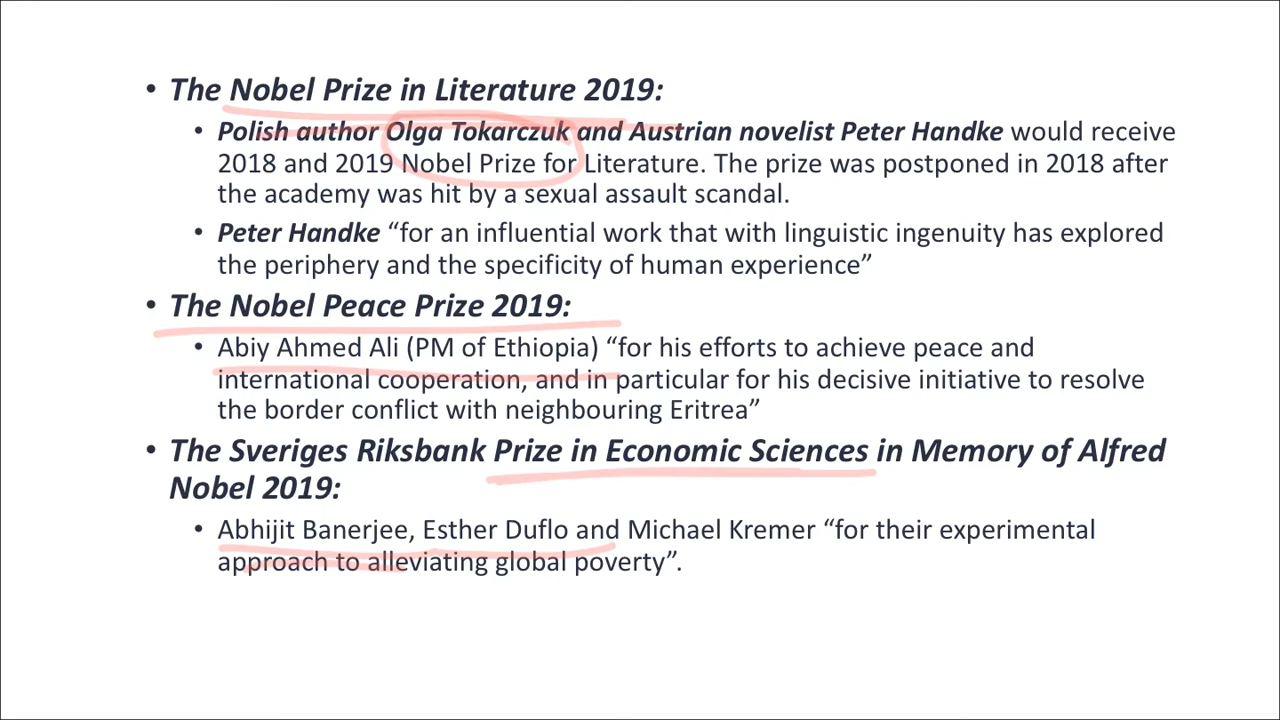 • The Nobel Prize in Literature 2019:
• Polish author Olga Tokarczuk and Austrian novelist Peter Handke would receive
2018 and 2019 Nobel Prize for Literature. The prize was postponed in 2018 after
the academy was hit by a sexual assault scandal.
• Peter Handke “for an influential work that with linguistic ingenuity has explored
the periphery and the specificity of human experience”
• The Nobel Peace Prize 2019:
• Abiy Ahmed Ali (PM of Ethiopia) “for his efforts to achieve peace and
international cooperation, and in particular for his decisive initiative to resolve
the border conflict with neighbouring Eritrea”
• The Sveriges Riksbank Prize in Economic Sciences in Memory of Alfred
Nobel 2019:
• Abhijit Banerjee, Esther Duflo and Michael Kremer “for their experimental
approach to alleviating global poverty”.